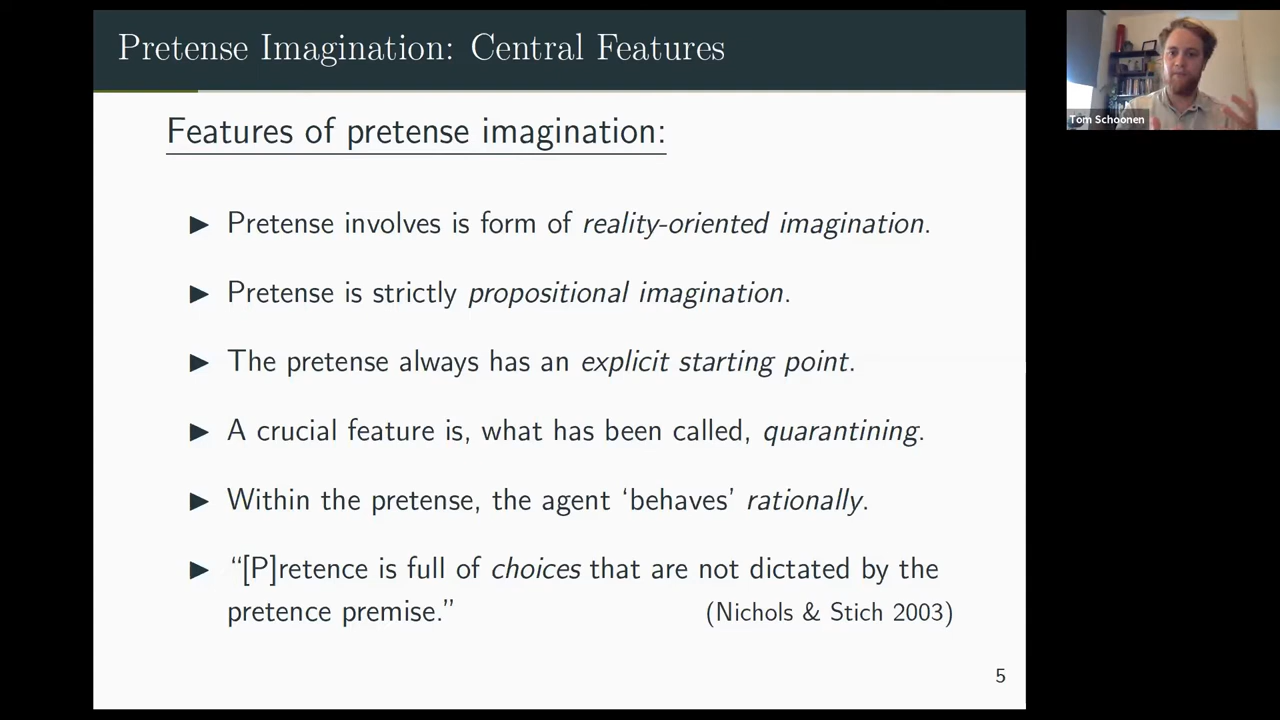 Pretense Imagination: Central Features
Features of pretense imagination:
▶ Pretense involves is form of reality-oriented imagination.
▶ Pretense is strictly propositional imagination.
▶ The pretense always has an explicit starting point.
▶ A crucial feature is, what has been called, quarantining.
▶ Within the pretense, the agent ‘behaves’ rationally.
▶ “[P]retence is full of choices that are not dictated by the
pretence premise.” (Nichols & Stich 2003)
5
Tom Schoonen